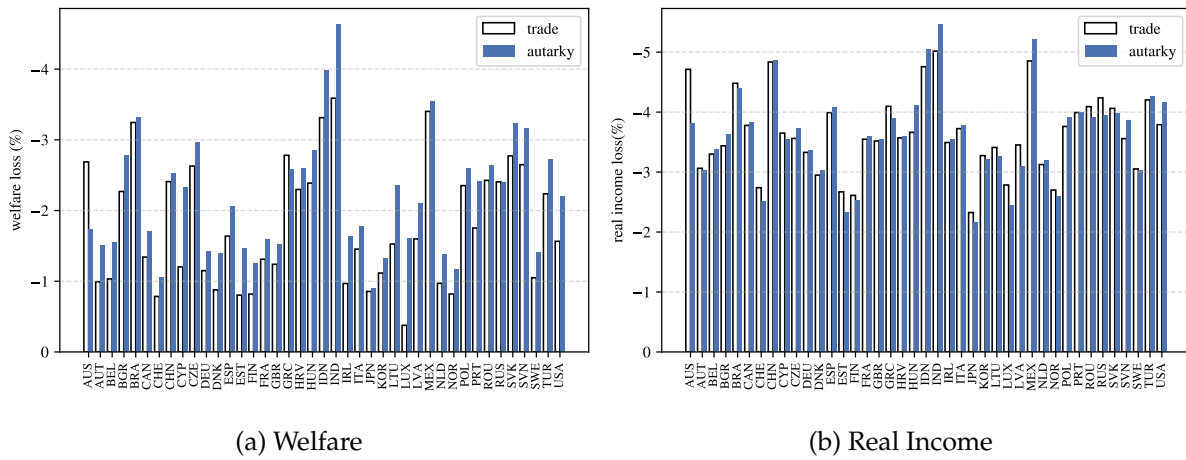 trade
autarky
welfare loss (%)
−4
−3
−2
−1
0
AUS AUT BEL BGR BRA CAN CHE CHN CYP CZE DEU DNK ESP EST FIN FRA GBR GRC HRV HUN IDN IND IRL ITA JPN KOR LTU LUX LVA MEX NLD NOR POL PRT ROU RUS SVK SVN SWE TUR USA
(a) Welfare
trade
autarky
real income loss(%)
−5
−4
−3
−2
−1
0
AUS AUT BEL BGR BRA CAN CHE CHN CYP CZE DEU DNK ESP EST FIN FRA GBR GRC HRV HUN IDN IND IRL ITA JPN KOR LTU LUX LVA MEX NLD NOR POL PRT ROU RUS SVK SVN SWE TUR USA
(b) Real Income